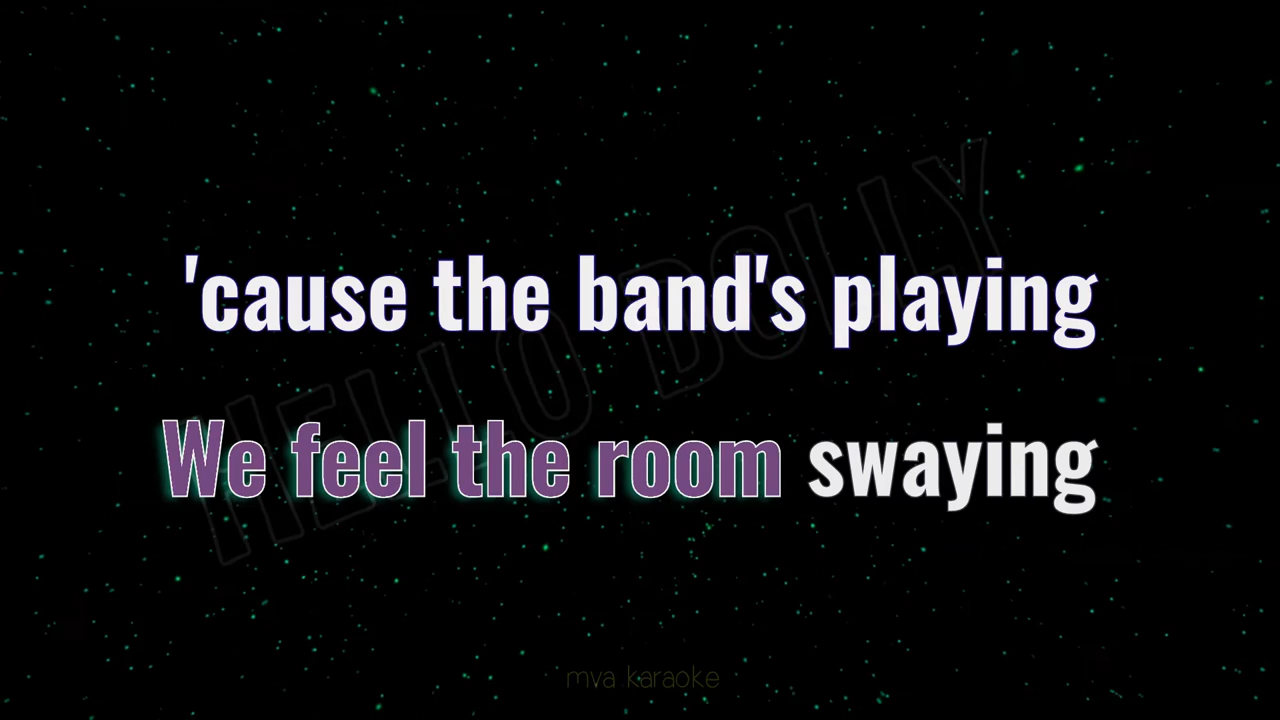 HELLO DOLLY
'cause the band's playing
We feel the room swaying
mva karaoke